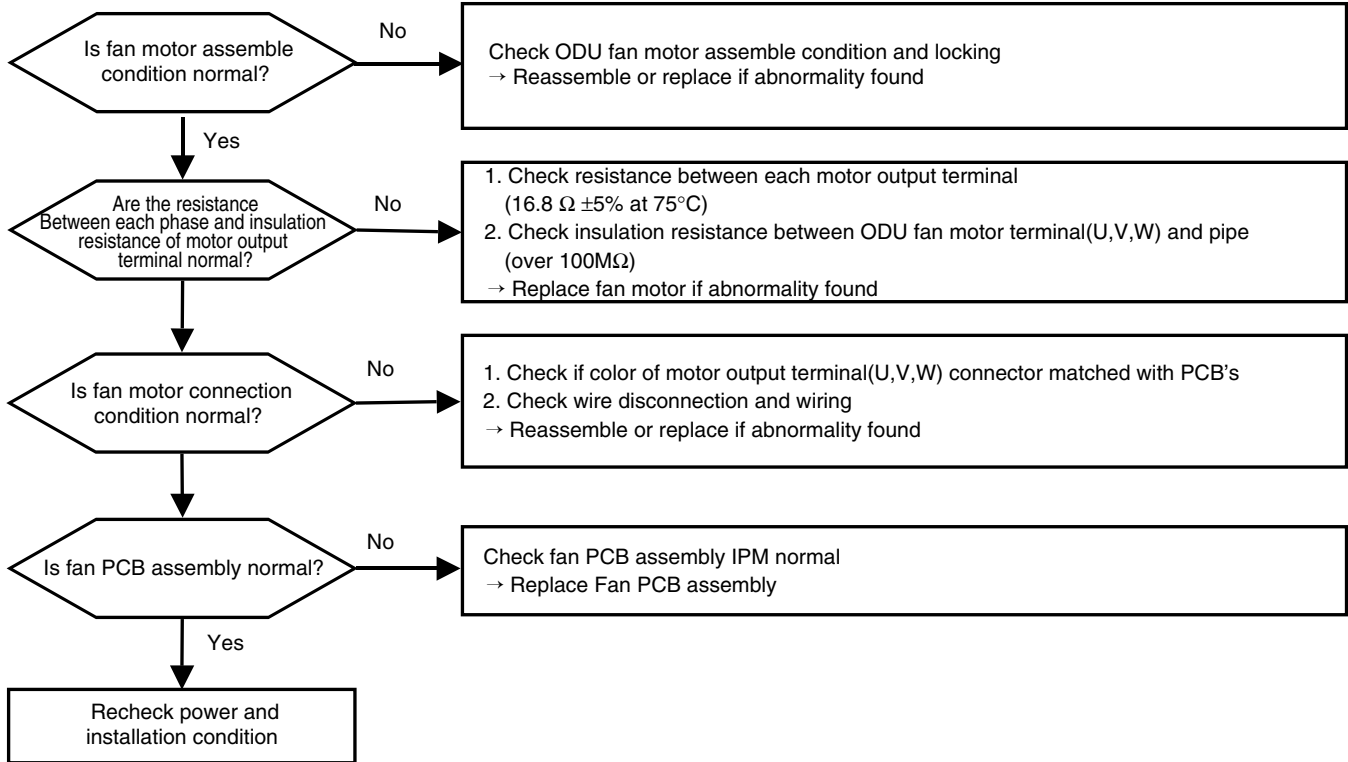 Is fan motor assemble
condition normal?
No
Check ODU fan motor assemble condition and locking
→ Reassemble or replace if abnormality found
Yes
Are the resistance
Between each phase and insulation
resistance of motor output
terminal normal?
No
1. Check resistance between each motor output terminal
(16.8 Ω ±5% at 75°C)
2. Check insulation resistance between ODU fan motor terminal(U,V,W) and pipe
(over 100MΩ)
→ Replace fan motor if abnormality found
Is fan motor connection
condition normal?
No
1. Check if color of motor output terminal(U,V,W) connector matched with PCB's
2. Check wire disconnection and wiring
→ Reassemble or replace if abnormality found
Is fan PCB assembly normal?
No
Check fan PCB assembly IPM normal
→ Replace Fan PCB assembly
Yes
Recheck power and
installation condition